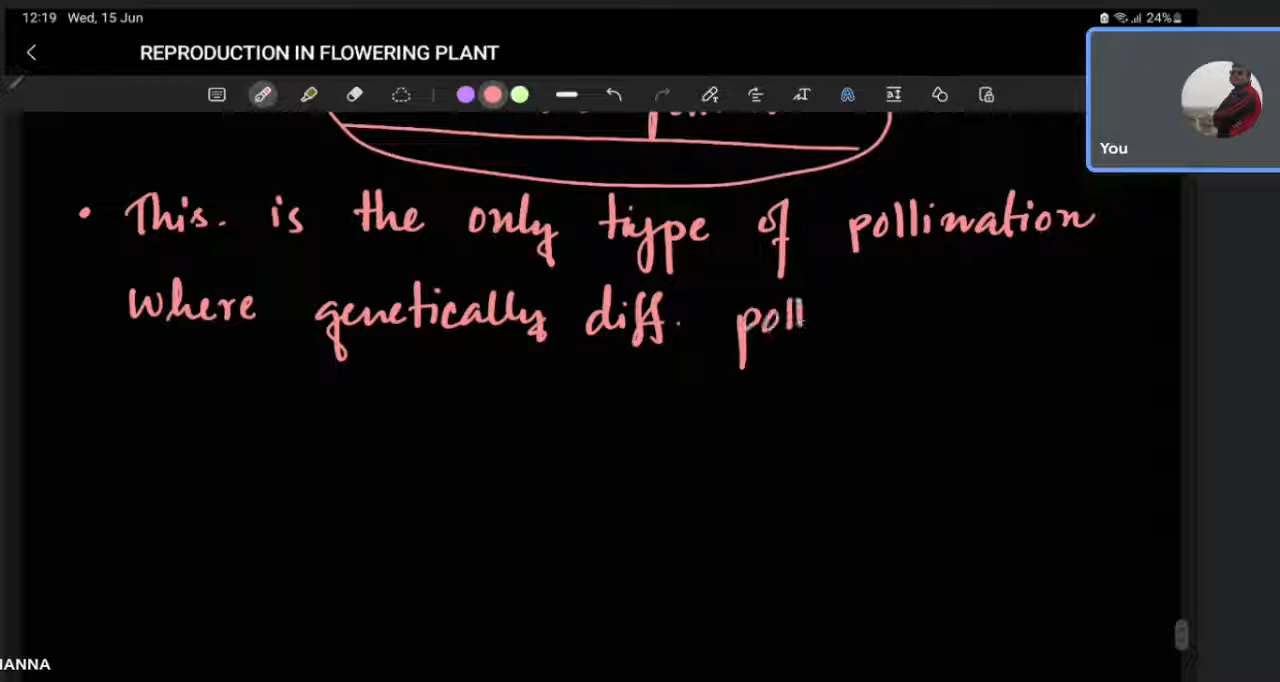 12:19 Wed, 15 Jun
24%
REPRODUCTION IN FLOWERING PLANT
You
• This. is the only type of pollination
where genetically diff. poll
IANNA